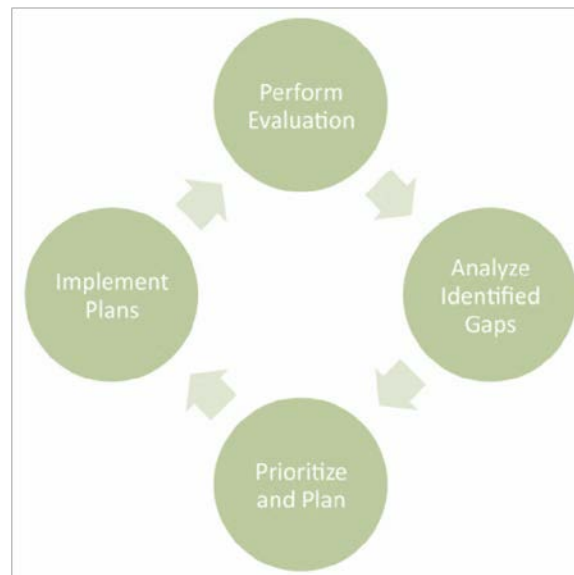 Perform
Evaluation
Analyze
Identified
Gaps
Prioritize
and Plan
Implement
Plans